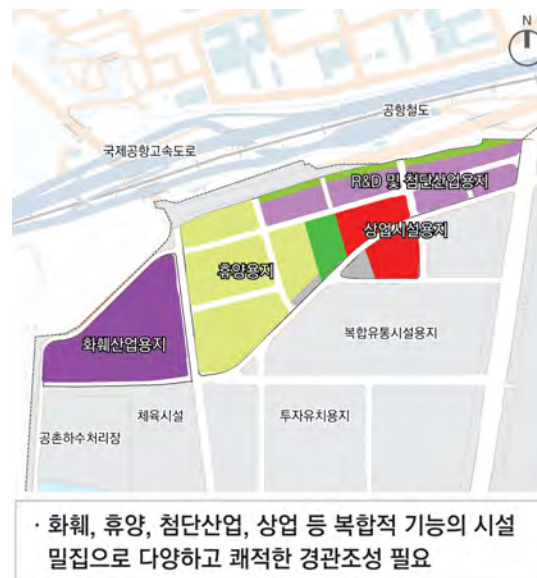 N
공항철도
국제공항고속도로
R&D 및 첨단산업용지
상업시설용지
휴양용지
복합유통시설용지
화훼산업용지
체육시설
투자유치용지
공촌하수처리장
· 화훼, 휴양, 첨단산업, 상업 등 복합적 기능의 시설
밀집으로 다양하고 쾌적한 경관조성 필요